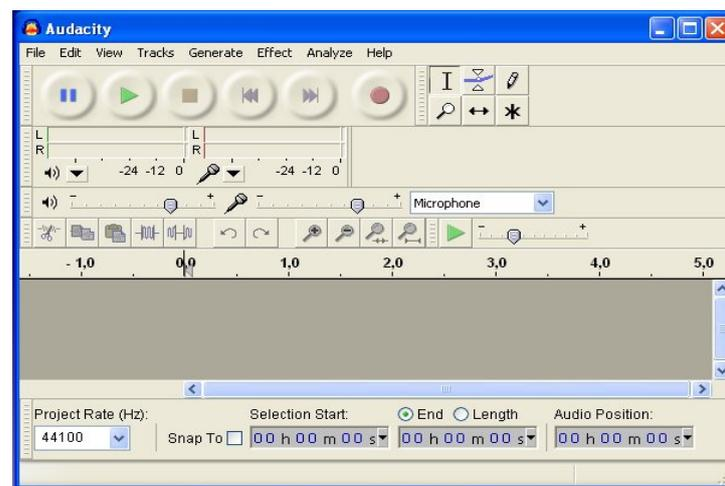 Audacity
File Edit View Tracks Generate Effect Analyze Help
L L
R R
-24 -12 0 -24 -12 0
- + - + Microphone
- +
- 1,0 0,0 1,0 2,0 3,0 4,0 5,0
Project Rate (Hz): Selection Start: End Length Audio Position:
44100 Snap To 00 h 00 m 00 s 00 h 00 m 00 s 00 h 00 m 00 s